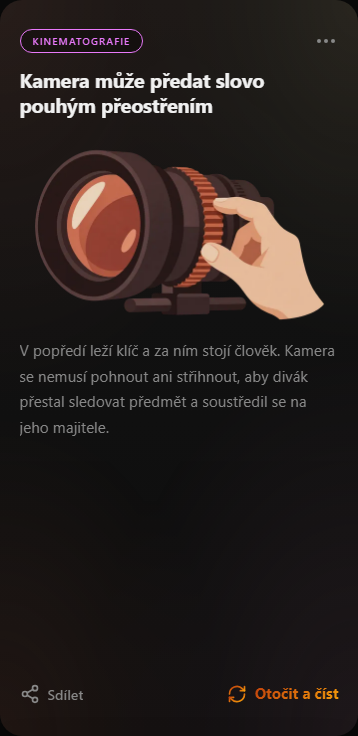 KINEMATOGRAFIE
Kamera může předat slovo
pouhým přeostřením
V popředí leží klíč a za ním stojí člověk. Kamera
se nemusí pohnout ani střihnout, aby divák
přestal sledovat předmět a soustředil se na
jeho majitele.
Sdílet
Otočit a číst